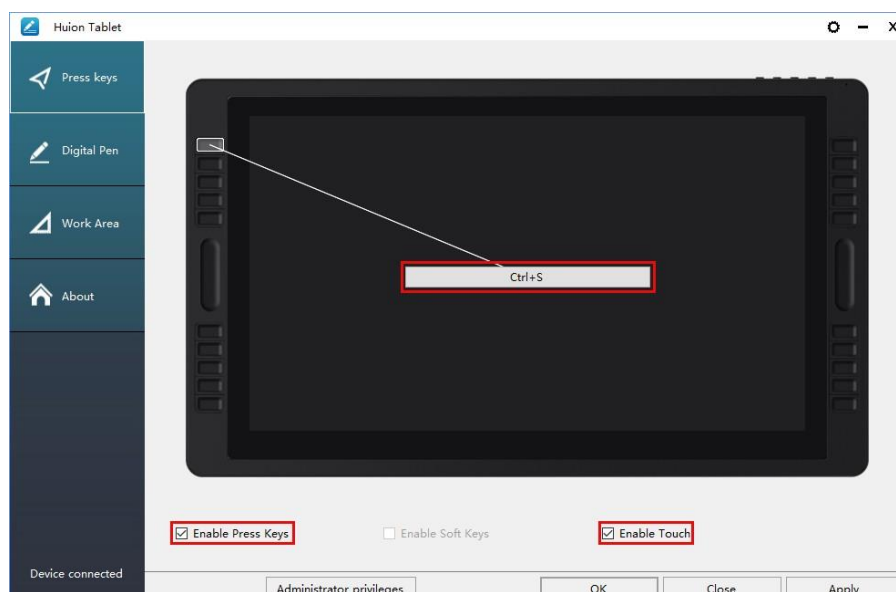 Huion Tablet
Press keys
Digital Pen
Work Area
About
Ctrl+S
Enable Press Keys
Enable Soft Keys
Enable Touch
Device connected
Administrator privileges
OK
Close
Apply